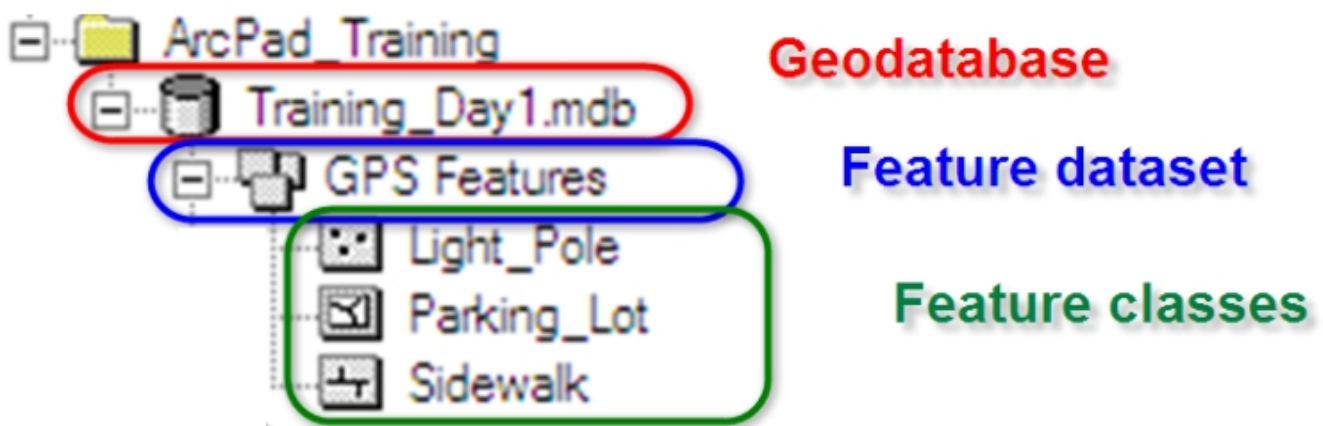 ArcPad_Training
Geodatabase
Training_Day1.mdb
Feature dataset
GPS Features
Light_Pole
Feature classes
Parking_Lot
Sidewalk